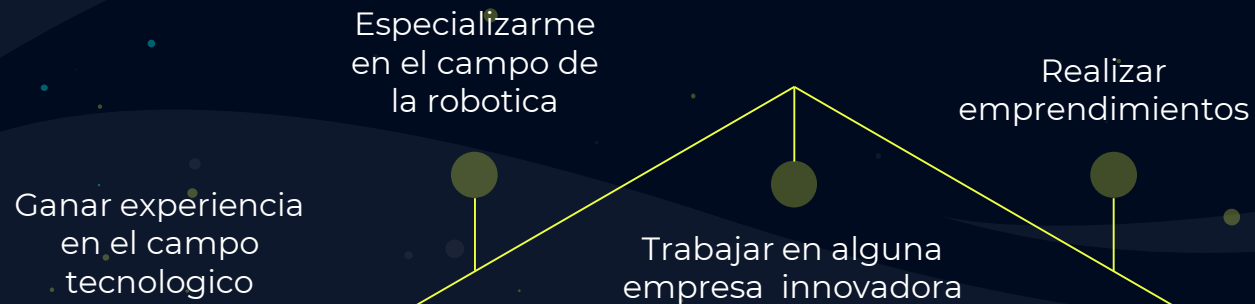 Especializarme
en el campo de
la robotica
Realizar
emprendimientos
Ganar experiencia
en el campo
tecnologico
Trabajar en alguna
empresa  innovadora